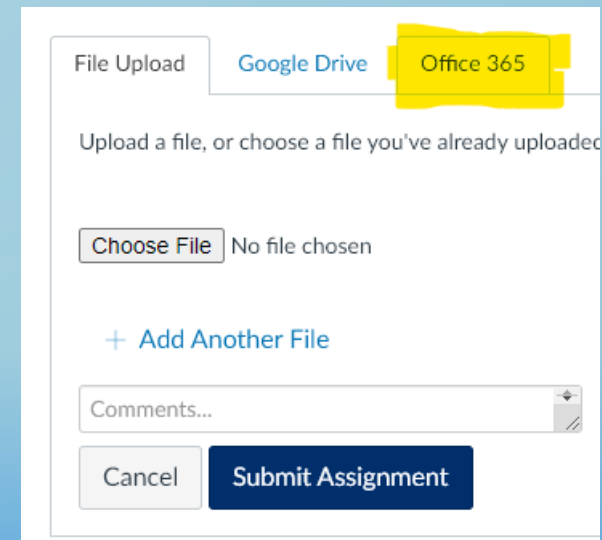 File Upload Google Drive Office 365
Upload a file, or choose a file you've already uploaded
Choose File No file chosen
+ Add Another File
Comments...
Cancel Submit Assignment